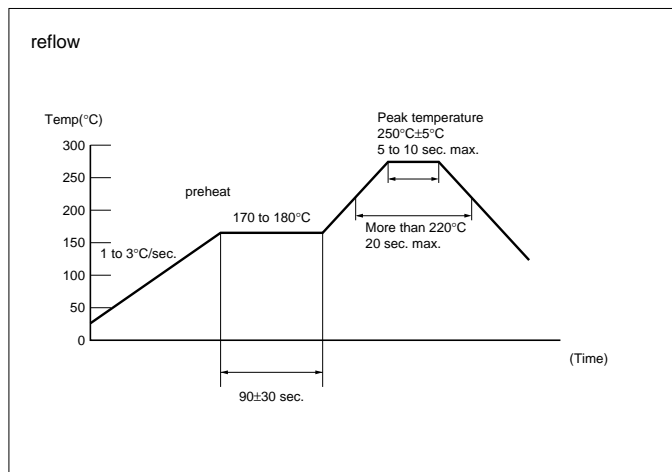 reflow
Temp(°C)
300
250
200
150
100
50
0
preheat
1 to 3°C/sec.
170 to 180°C
Peak temperature
250°C±5°C
5 to 10 sec. max.
More than 220°C
20 sec. max.
(Time)
90±30 sec.